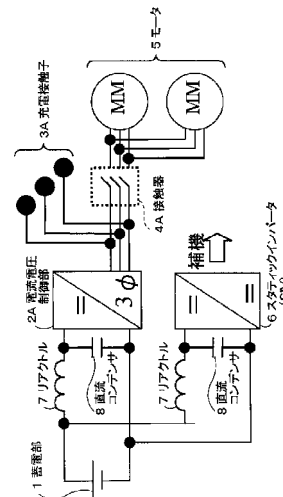 1 蓄電部
7 リアクトル
8 直流
コンデンサ
2A 電流電圧
制御部
3φ
3A 充電接触子
4A 接触器
5 モータ
MM
MM
7 リアクトル
8 直流
コンデンサ
補機
6 スタティックインバータ